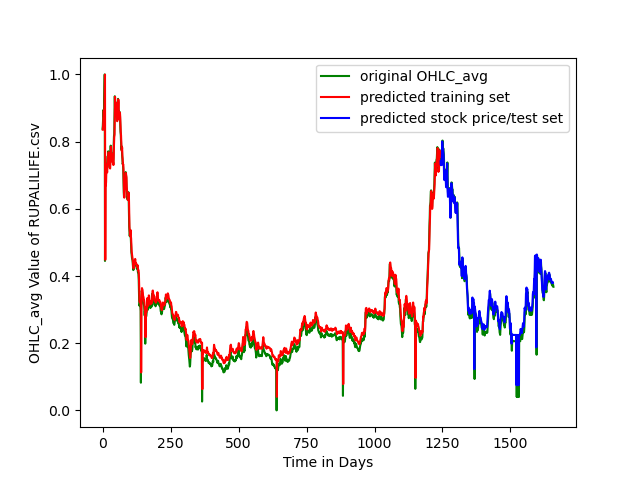 original OHLC_avg
predicted training set
predicted stock price/test set
OHLC_avg Value of RUPALILIFE.csv
1.0
0.8
0.6
0.4
0.2
0.0
0 250 500 750 1000 1250 1500
Time in Days